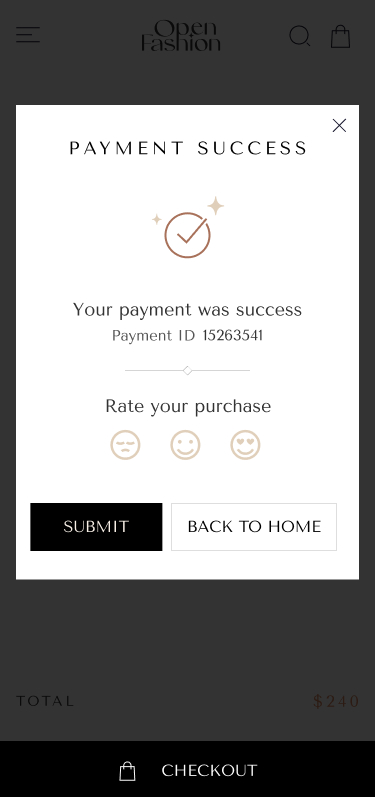 Open
Fashion
PAYMENT SUCCESS
Your payment was success
Payment ID 15263541
Rate your purchase
SUBMIT
BACK TO HOME
TOTAL
$240
CHECKOUT